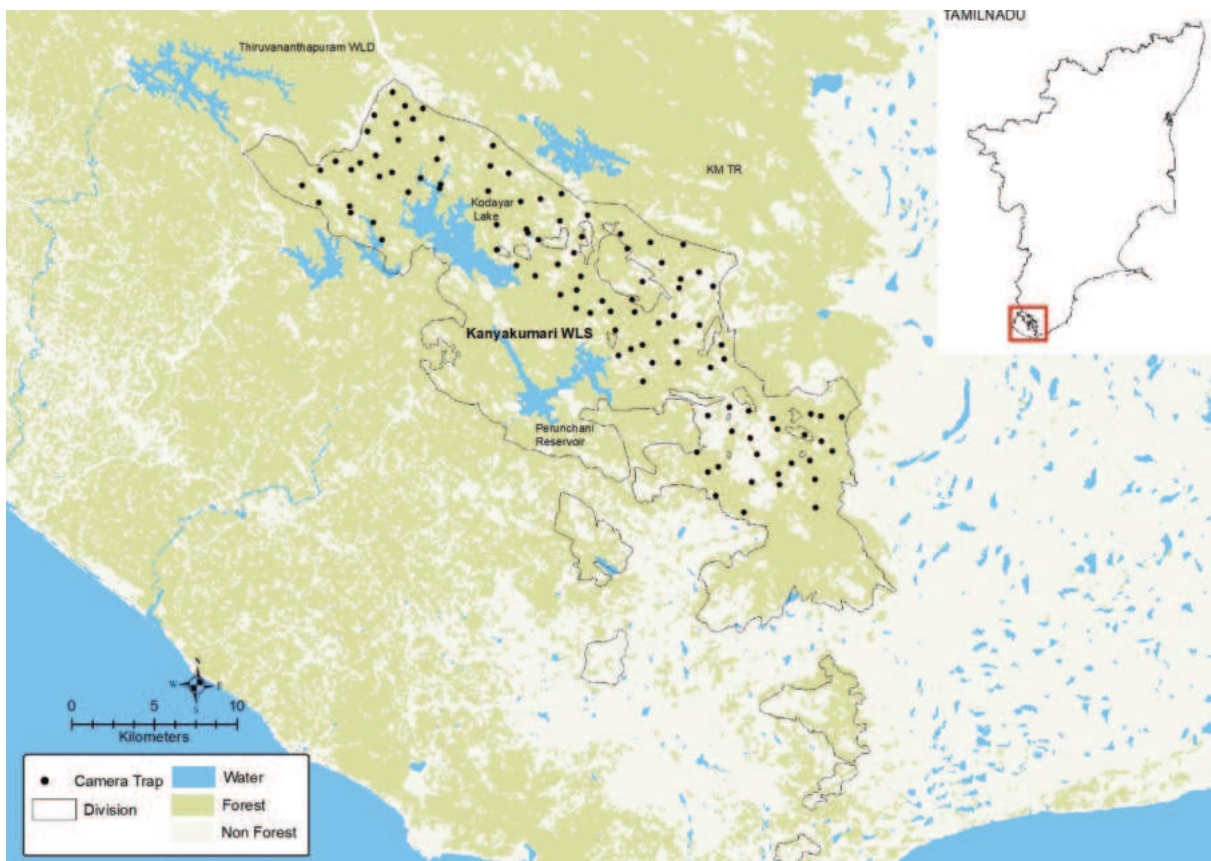 TAMILNADU
Thiruvananthapuram WLD
KM TR
Kodayar
Lake
Kanyakumari WLS
Perunchani
Reservoir
N
W
E
S
0
5
10
Kilometers
Camera Trap
Division
Water
Forest
Non Forest